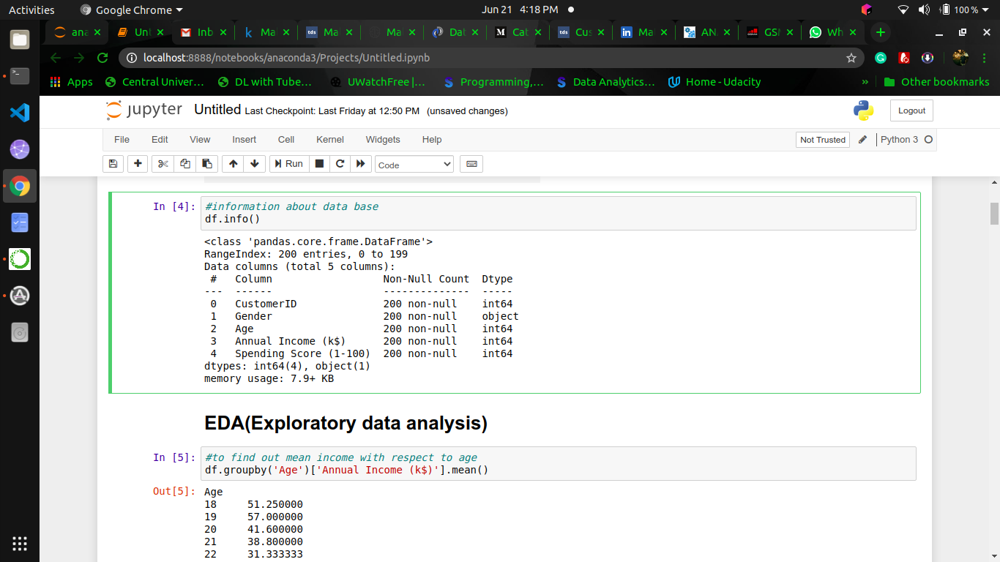 Activities Google Chrome Jun 21 4:18 PM 100 %
ana Unt Inb Ma Ma Ma Dat Cat Cus Ma AN. GSM Wh
localhost:8888/notebooks/anaconda3/Projects/Untitled.ipynb
Apps Central Univer... DL with Tube... UWatchFree |... Programming,... Data Analytics... Home - Udacity » Other bookmarks
jupyter Untitled Last Checkpoint: Last Friday at 12:50 PM (unsaved changes) Logout
File Edit View Insert Cell Kernel Widgets Help Not Trusted Python 3
Run Code
In [4]: #information about data base
df.info()
<class 'pandas.core.frame.DataFrame'>
RangeIndex: 200 entries, 0 to 199
Data columns (total 5 columns):
# Column Non-Null Count Dtype
--- ------ -------------- -----
0 CustomerID 200 non-null int64
1 Gender 200 non-null object
2 Age 200 non-null int64
3 Annual Income (k$) 200 non-null int64
4 Spending Score (1-100) 200 non-null int64
dtypes: int64(4), object(1)
memory usage: 7.9+ KB
EDA(Exploratory data analysis)
In [5]: #to find out mean income with respect to age
df.groupby('Age')['Annual Income (k$)'].mean()
Out[5]: Age
18 51.250000
19 57.000000
20 41.600000
21 38.800000
22 31.333333